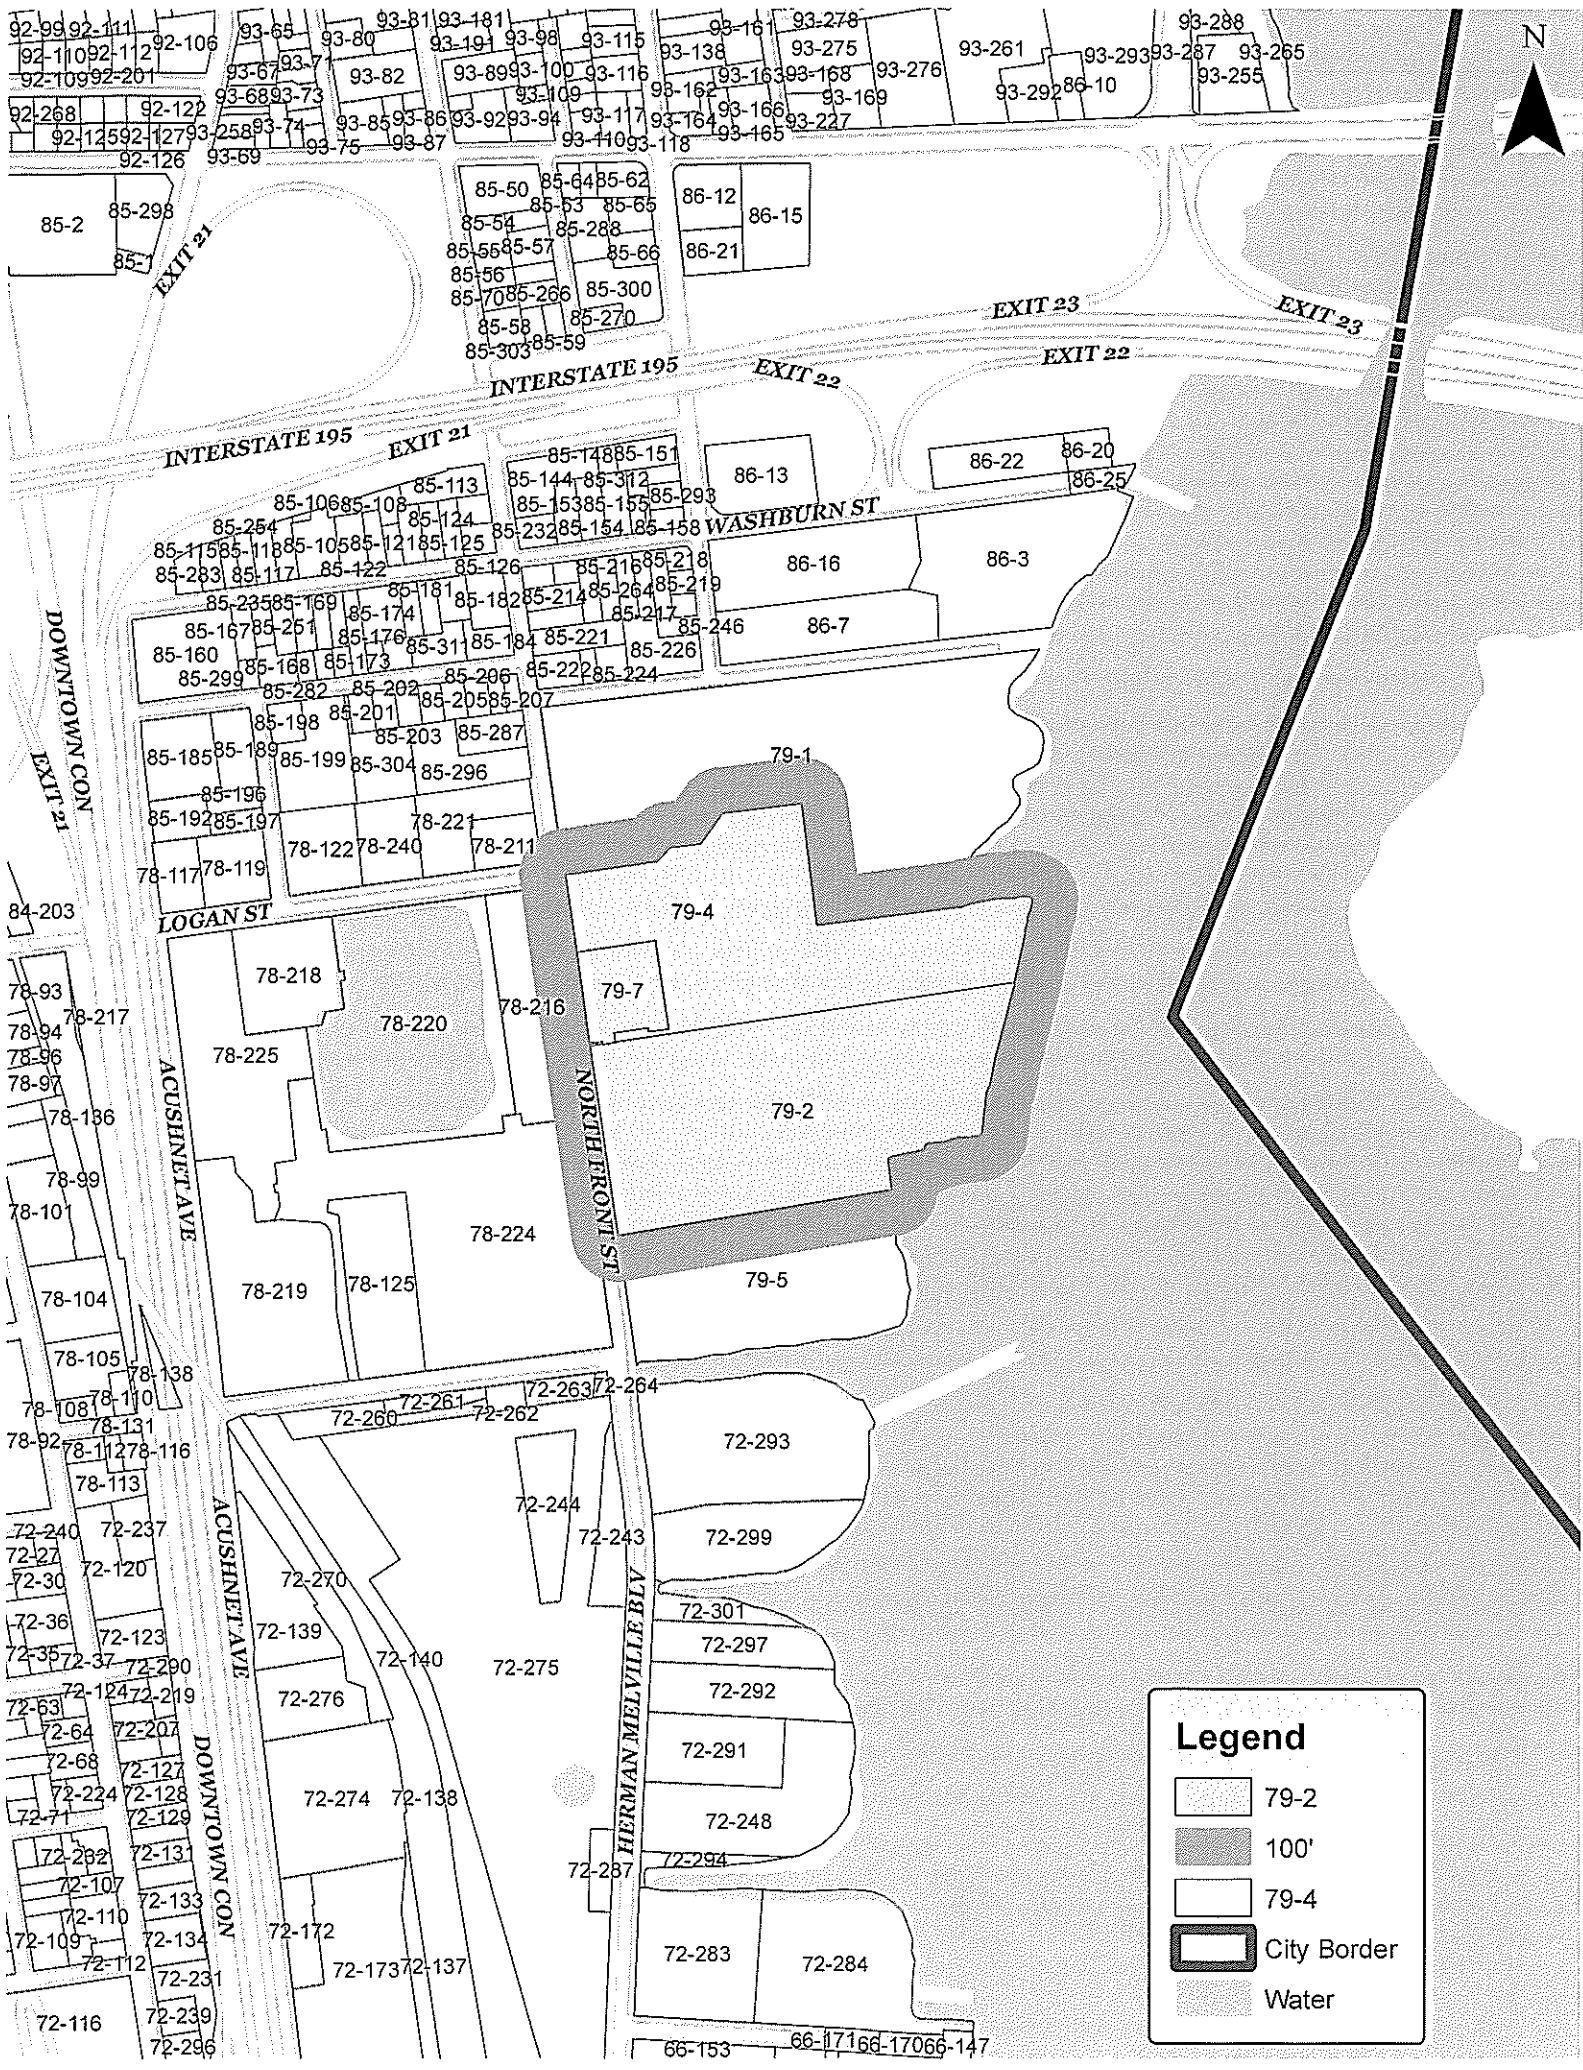 92-99 92-111 93-65 93-81 93-181 93-161 93-278 93-288
92-110 92-112 92-106 93-80 93-191 93-98 93-115 93-138 93-275 93-261 93-293 93-287 93-265
92-109 92-201 93-67 93-71 93-82 93-89 93-100 93-116 93-163 93-168 93-276 93-255
93-68 93-73 93-109 93-162 93-169 93-292 86-10
92-268 92-122 93-85 93-86 93-92 93-94 93-117 93-164 93-166 93-227
92-125 92-127 93-258 93-74 93-75 93-87 93-110 93-118 93-165
92-126 93-69
N
85-2 85-298 85-1
EXIT 21
85-50 85-64 85-62 86-12 86-15
85-53 85-65
85-54 85-288
85-55 85-57 85-66 86-21
85-56
85-70 85-266 85-300
85-58 85-270
85-303 85-59
EXIT 23
EXIT 23
INTERSTATE 195
EXIT 22
EXIT 22
INTERSTATE 195
EXIT 21
85-148 85-151 86-13 86-22 86-20
85-113 85-144 85-312 86-25
85-106 85-108 85-153 85-155 85-293
85-254 85-124 85-232 85-154 85-158
WASHBURN ST
85-115 85-118 85-105 85-121 85-125
85-283 85-117 85-122 85-126 85-216 85-218 86-16 86-3
85-235 85-169 85-181 85-182 85-214 85-264 85-219
85-174 85-217
85-167 85-251 85-176 85-311 85-184 85-221 85-246 86-7
85-160 85-168 85-173 85-226
85-299 85-206 85-222 85-224
85-282 85-202 85-205 85-207
85-198 85-201
85-185 85-189 85-199 85-203 85-287
85-304 85-296
85-196
85-192 85-197 78-221
78-122 78-240 78-211
78-117 78-119
DOWNTOWN CON
EXIT 21
79-1
LOGAN ST
84-203
79-4
78-218
78-93 79-7
78-217 78-220 78-216
78-94
78-96 78-225
78-97
78-136 79-2
ACUSHNET AVE
NORTH FRONT ST
78-99
78-101
78-224
78-104 78-219 78-125 79-5
78-105
78-138
78-108 78-110 72-261 72-263 72-264
78-131 72-260 72-262
78-92 78-112 78-116 72-293
78-113
72-244
72-240 72-237 72-243 72-299
72-27 72-120
72-30 72-270
ACUSHNET AVE
72-36 72-139 72-301
72-123 72-297
72-35 72-37 72-290 72-140 72-275
72-124 72-219 72-276 72-292
72-63
72-64 72-207
HERMAN MELVILLE BLV
72-68 72-127 72-291
72-224 72-128 72-274 72-138
72-71 72-129 72-248
DOWNTOWN CON
72-232 72-131 72-287 72-294
72-107 72-133
72-110 72-134 72-172 72-283 72-284
72-109 72-112 72-231 72-173 72-137
72-116 72-239
72-296 66-153 66-171 66-170 66-147
Legend
79-2
100'
79-4
City Border
Water